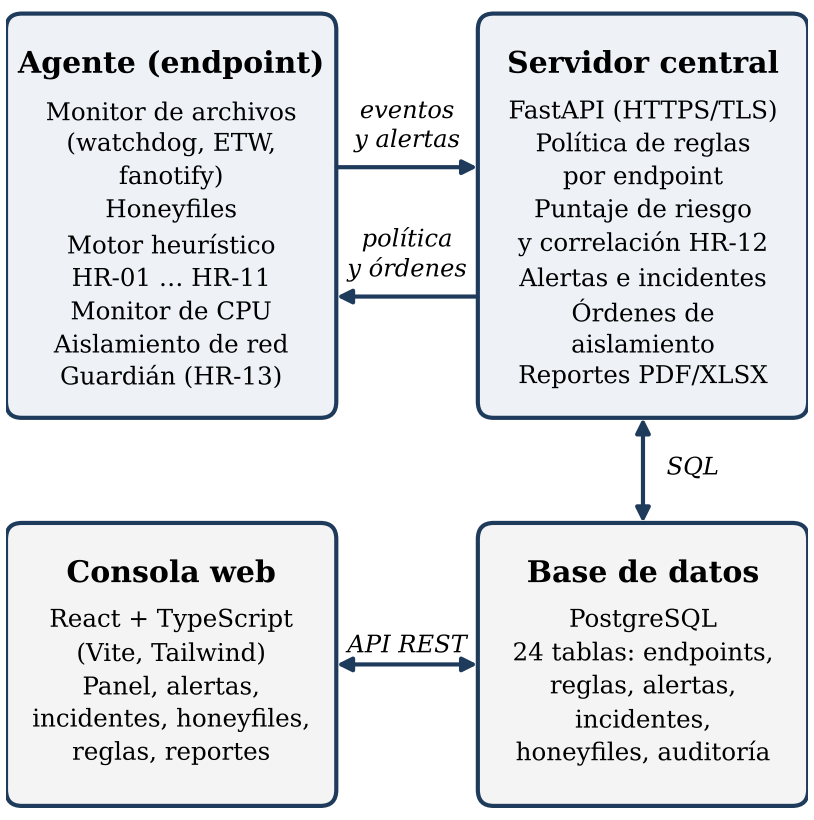 Agente (endpoint)
Monitor de archivos
(watchdog, ETW,
fanotify)
Honeyfiles
Motor heurístico
HR-01 ... HR-11
Monitor de CPU
Aislamiento de red
Guardián (HR-13)
eventos
y alertas
política
y órdenes
Servidor central
FastAPI (HTTPS/TLS)
Política de reglas
por endpoint
Puntaje de riesgo
y correlación HR-12
Alertas e incidentes
Órdenes de
aislamiento
Reportes PDF/XLSX
SQL
Consola web
React + TypeScript
(Vite, Tailwind)
Panel, alertas,
incidentes, honeyfiles,
reglas, reportes
API REST
Base de datos
PostgreSQL
24 tablas: endpoints,
reglas, alertas,
incidentes,
honeyfiles, auditoría